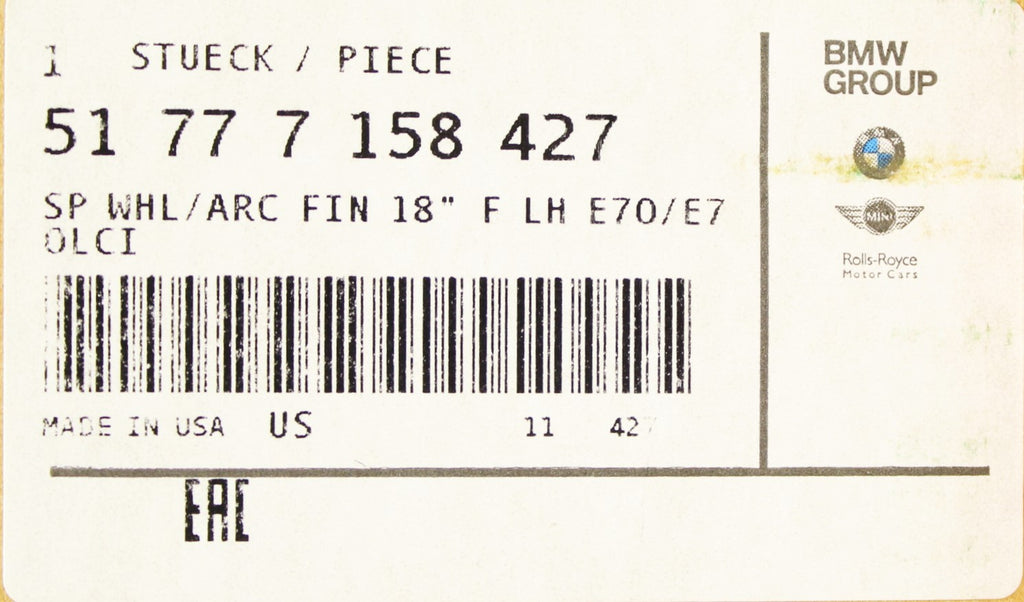 1 STUECK / PIECE
51 77 7 158 427
SP WHL/ARC FIN 18" F LH E70/E7
0LCI
MADE IN USA US 11 427
EAC
BMW
GROUP
MINI
Rolls-Royce
Motor Cars